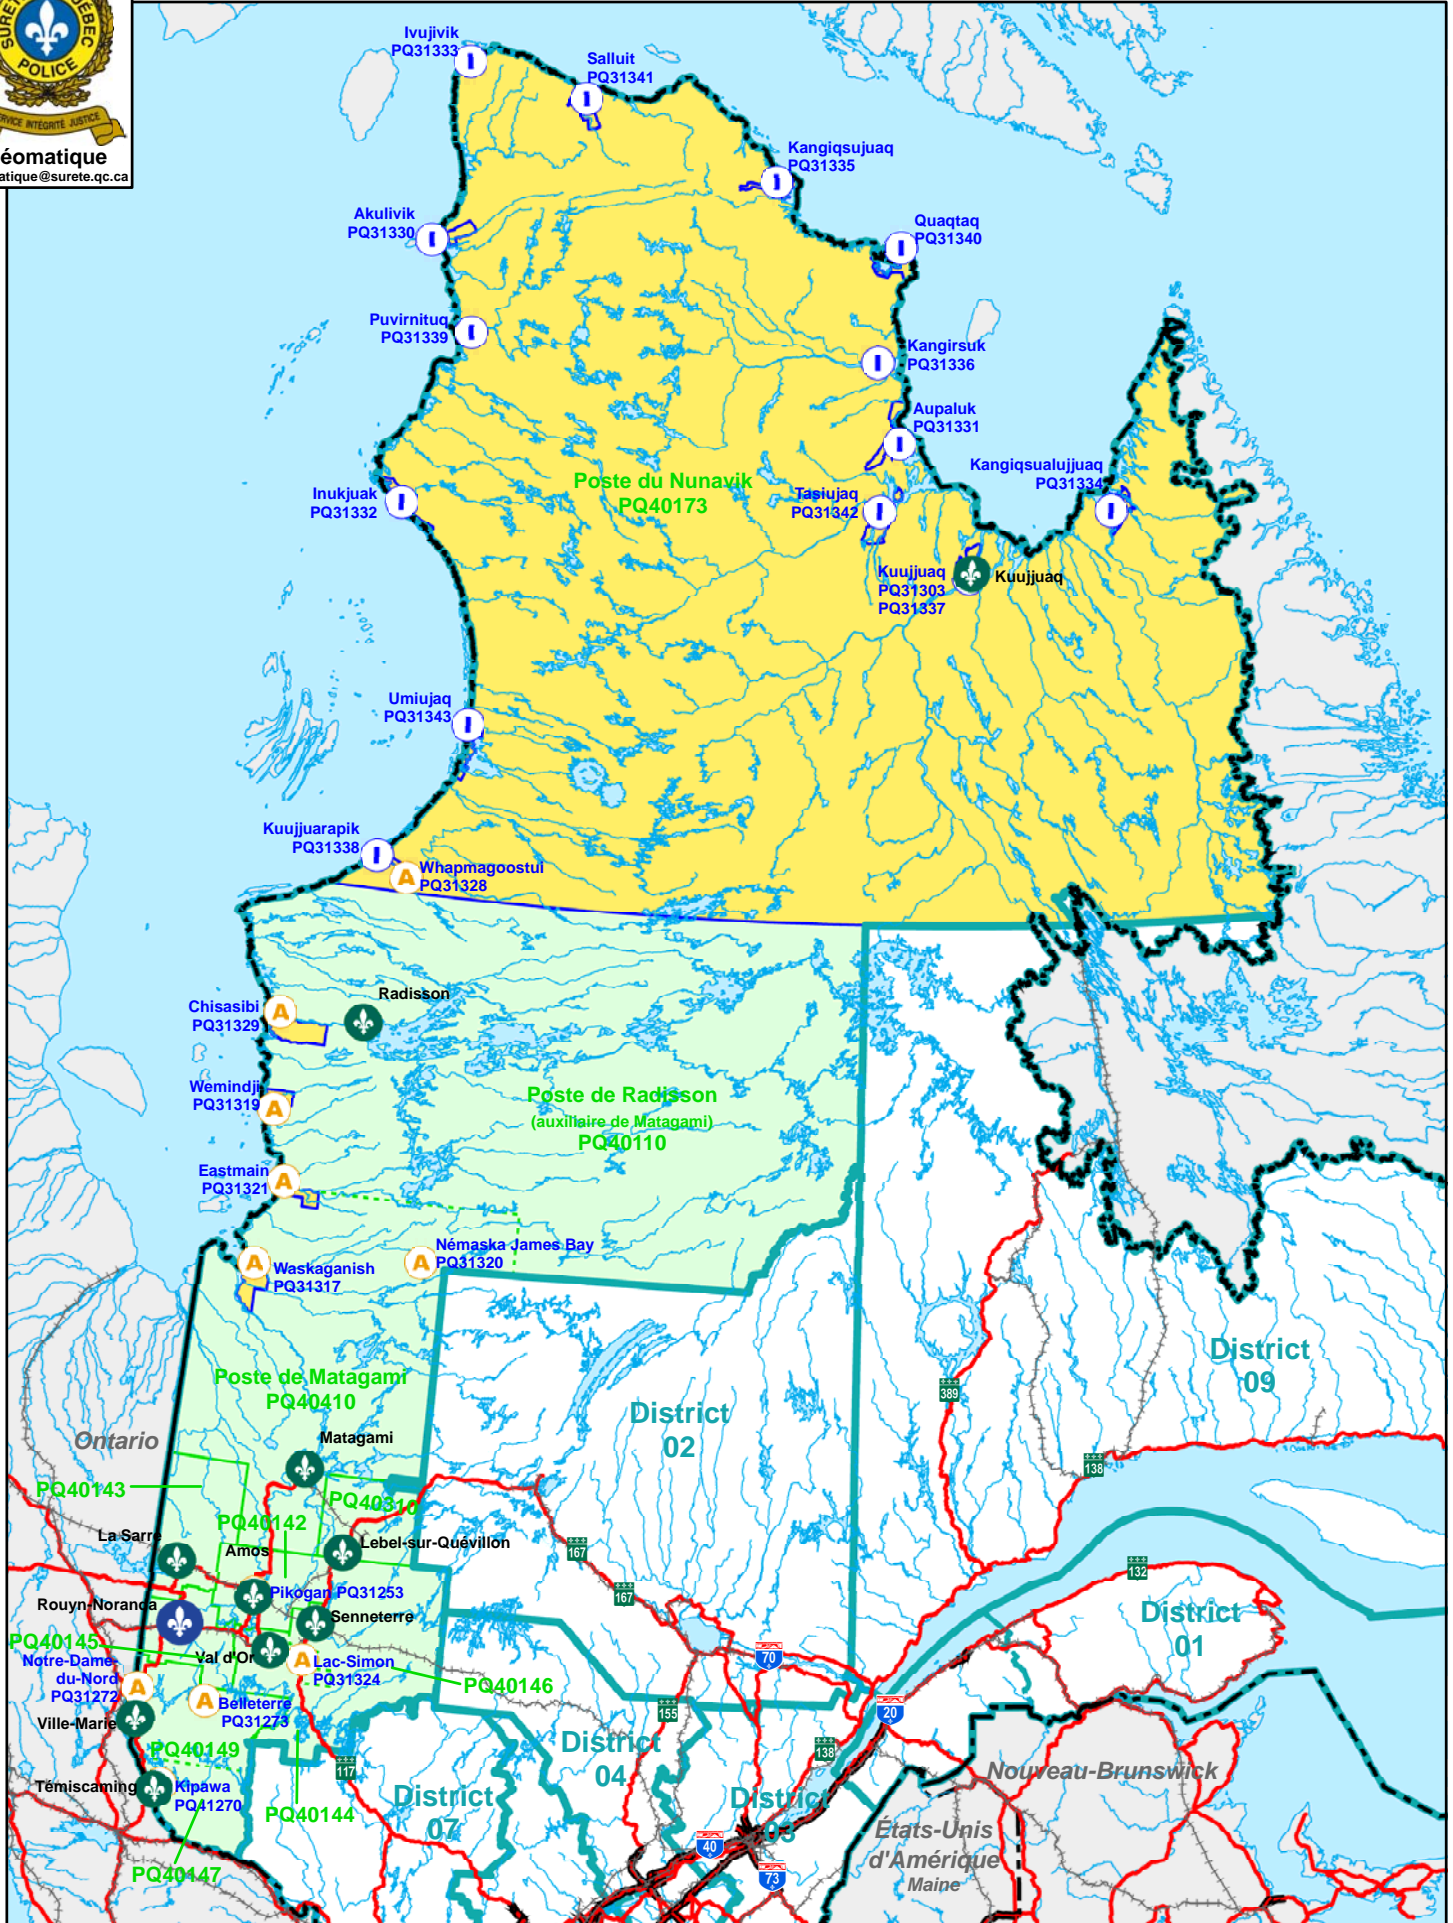 SURETÉ
QUÉBEC
POLICE
SERVICE INTÉGRITÉ JUSTICE
éomatique
atique@surete.qc.ca
Ivujivik
PQ31333
Salluit
PQ31341
Kangiqsujuaq
PQ31335
Akulivik
PQ31330
Quaqtaq
PQ31340
Puvirnituq
PQ31339
Kangirsuk
PQ31336
Aupaluk
PQ31331
Kangiqsualujjuaq
PQ31334
Poste du Nunavik
PQ40173
Inukjuak
PQ31332
Tasiujaq
PQ31342
Kuujjuaq
PQ31303
PQ31337
Kuujjuaq
Umiujaq
PQ31343
Kuujjuarapik
PQ31338
A
Whapmagoostui
PQ31328
Radisson
Chisasibi
PQ31329
A
Wemindji
PQ31319
A
Poste de Radisson
(auxiliaire de Matagami)
PQ40110
Eastmain
PQ31321
A
Némaska James Bay
PQ31320
A
Waskaganish
PQ31317
A
District
09
Poste de Matagami
PQ40410
389
District
02
Ontario
Matagami
138
PQ40143
PQ40310
PQ40142
La Sarre
Amos
Lebel-sur-Quévillon
167
132
Pikogan PQ31253
167
Rouyn-Noranda
Senneterre
District
01
PQ40145
Val d'Or
Notre-Dame-
du-Nord
PQ31272
A
Lac-Simon
PQ31324
A
70
PQ40146
Belleterre
PQ31273
A
Ville-Marie
155
20
PQ40149
District
04
138
117
Nouveau-Brunswick
Témiscaming
Kipawa
PQ41270
PQ40144
District
07
District
03
États-Unis
d'Amérique
Maine
40
PQ40147
73